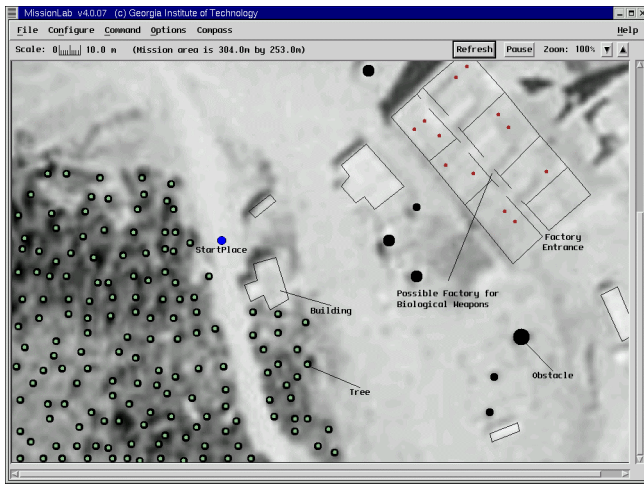 MissionLab v4.0.07 (c) Georgia Institute of Technology
File Configure Command Options Compass Help
Scale: 0 10.0 m (Mission area is 304.0m by 253.0m) Refresh Pause Zoom: 100%
StartPlace
Factory
Entrance
Possible Factory for
Biological Weapons
Building
Obstacle
Tree